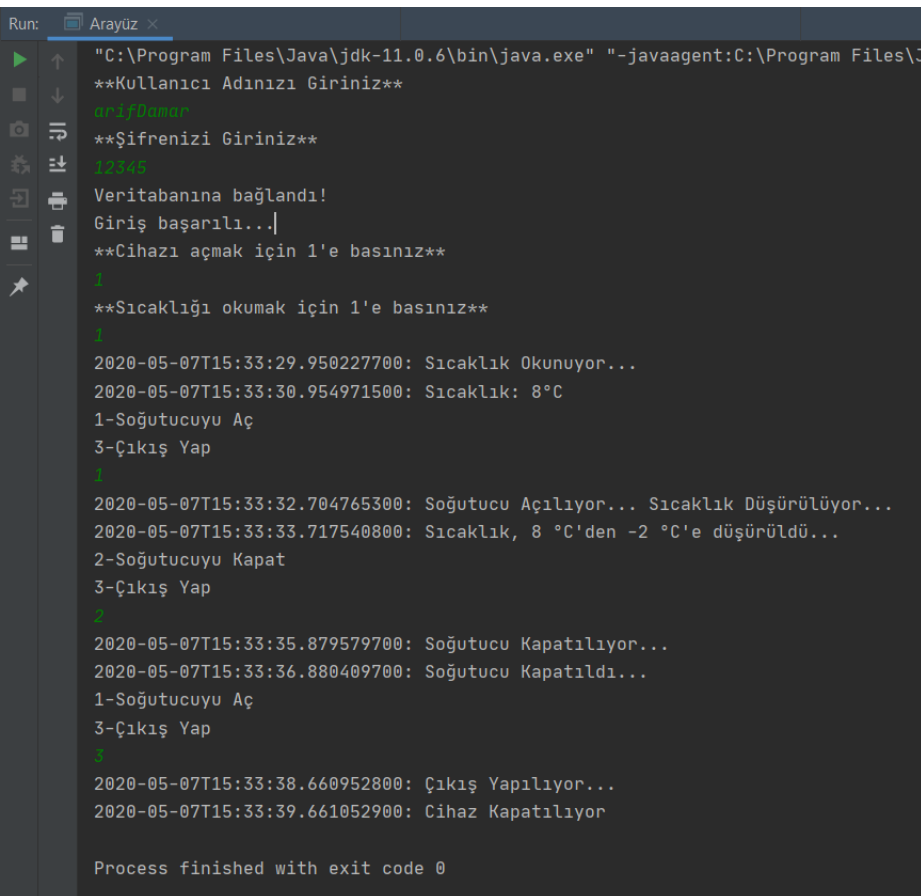 Run: Arayüz
"C:\Program Files\Java\jdk-11.0.6\bin\java.exe" "-javaagent:C:\Program Files\J
**Kullanıcı Adınızı Giriniz**
arifDamar
**Şifrenizi Giriniz**
12345
Veritabanına bağlandı!
Giriş başarılı...
**Cihazı açmak için 1'e basınız**
1
**Sıcaklığı okumak için 1'e basınız**
1
2020-05-07T15:33:29.950227700: Sıcaklık Okunuyor...
2020-05-07T15:33:30.954971500: Sıcaklık: 8°C
1-Soğutucuyu Aç
3-Çıkış Yap
1
2020-05-07T15:33:32.704765300: Soğutucu Açılıyor... Sıcaklık Düşürülüyor...
2020-05-07T15:33:33.717540800: Sıcaklık, 8 °C'den -2 °C'e düşürüldü...
2-Soğutucuyu Kapat
3-Çıkış Yap
2
2020-05-07T15:33:35.879579700: Soğutucu Kapatılıyor...
2020-05-07T15:33:36.880409700: Soğutucu Kapatıldı...
1-Soğutucuyu Aç
3-Çıkış Yap
3
2020-05-07T15:33:38.660952800: Çıkış Yapılıyor...
2020-05-07T15:33:39.661052900: Cihaz Kapatılıyor
Process finished with exit code 0